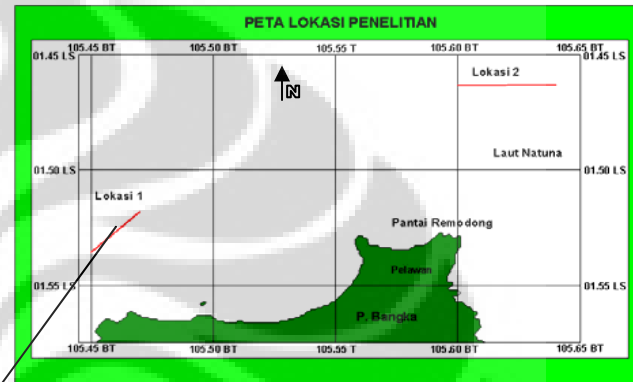 PETA LOKASI PENELITIAN
105.45 BT 105.50 BT 105.55 T 105.60 BT 105.65 BT
01.45 LS 01.45 LS
Lokasi 2
N
Laut Natuna
01.50 LS 01.50 LS
Lokasi 1
Pantai Remodong
Pelawan
01.55 LS 01.55 LS
P. Bangka
105.45 BT 105.50 BT 105.55 BT 105.60 BT 105.65 BT